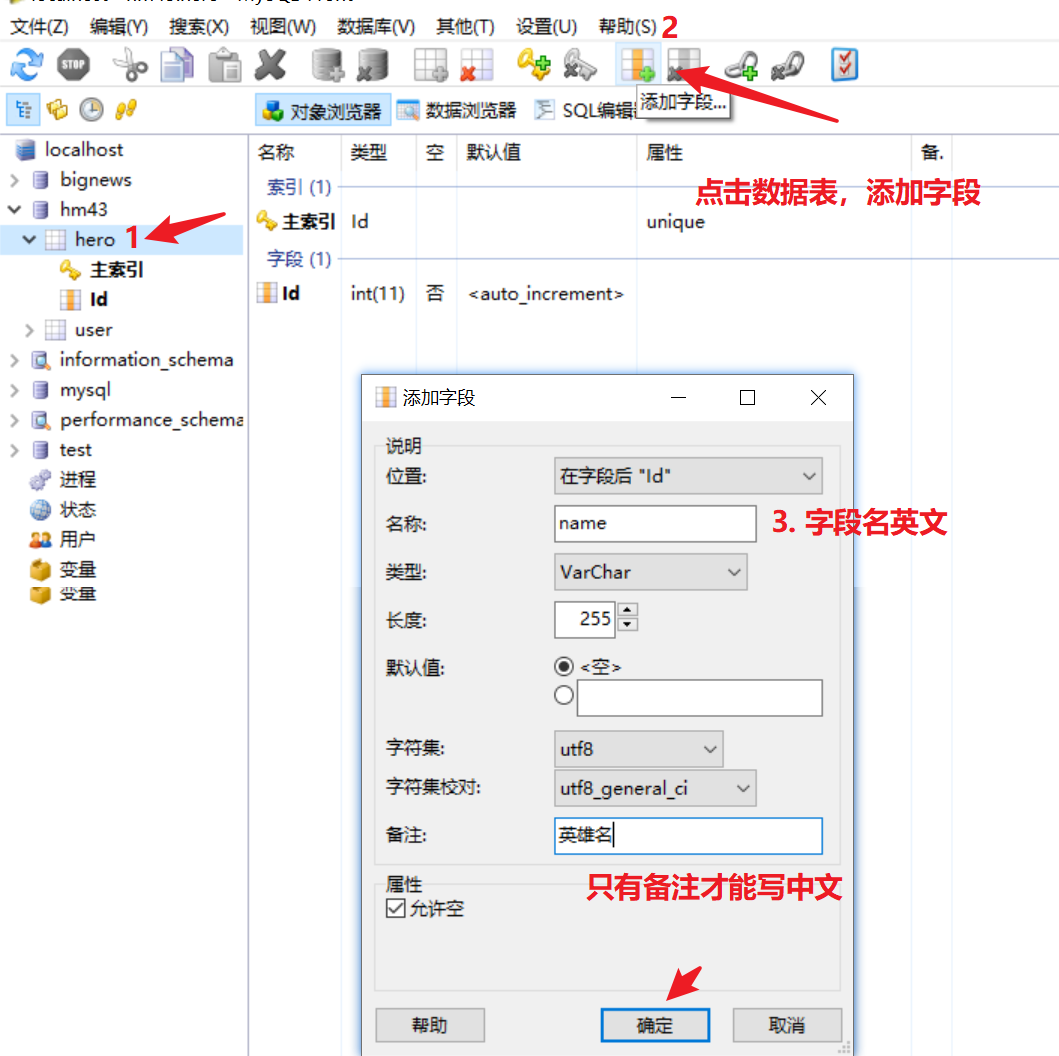 文件(Z) 编辑(Y) 搜索(X) 视图(W) 数据库(V) 其他(T) 设置(U) 帮助(S) 2
STOP
添加字段...
对象浏览器 数据浏览器 SQL编辑
localhost
bignews
hm43
hero 1
主索引
Id
user
information_schema
mysql
performance_schema
test
进程
状态
用户
变量
变量
名称 类型 空 默认值 属性 备.
索引 (1)
点击数据表，添加字段
主索引 Id unique
字段 (1)
Id int(11) 否 <auto_increment>
添加字段
说明
位置: 在字段后 "Id"
名称: name 3. 字段名英文
类型: VarChar
长度: 255
默认值: <空>
字符集: utf8
字符集校对: utf8_general_ci
备注: 英雄名
只有备注才能写中文
属性
允许空
帮助 确定 取消